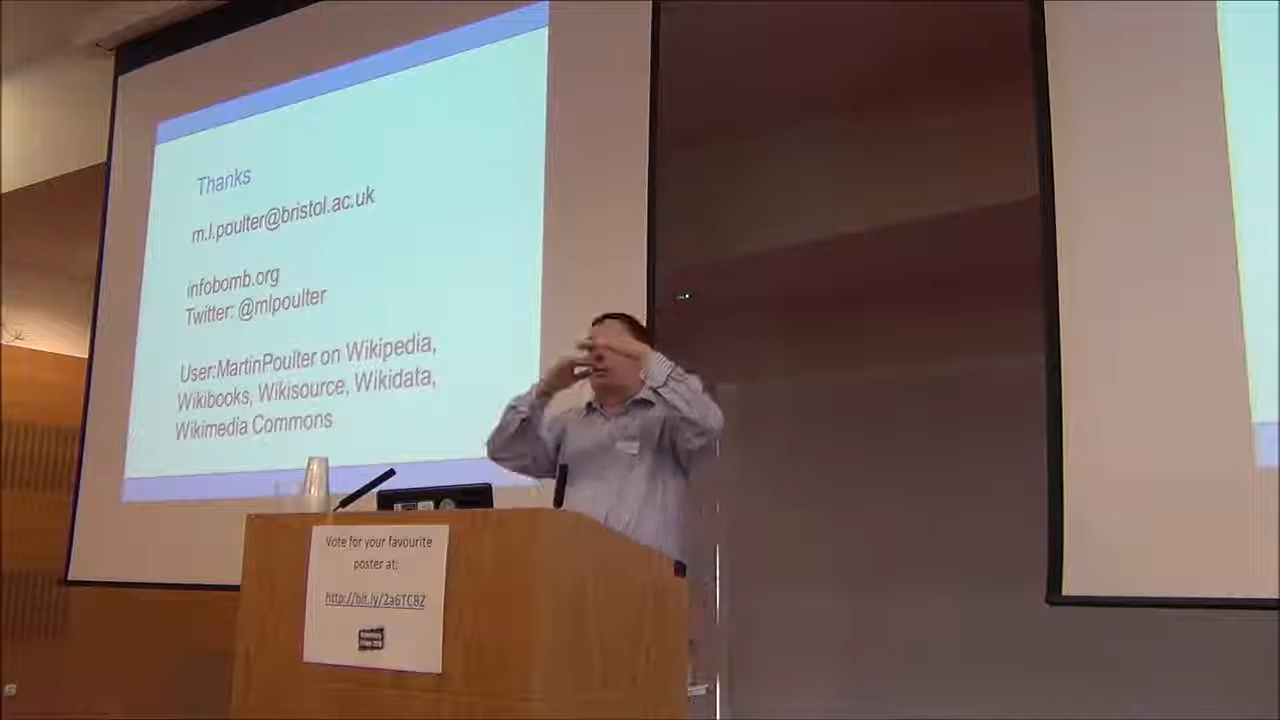 Thanks
m.l.poulter@bristol.ac.uk
infobomb.org
Twitter: @mlpoulter
User:MartinPoulter on Wikipedia,
Wikibooks, Wikisource, Wikidata,
Wikimedia Commons
Vote for your favourite
poster at:
http://bit.ly/2a6TCBZ